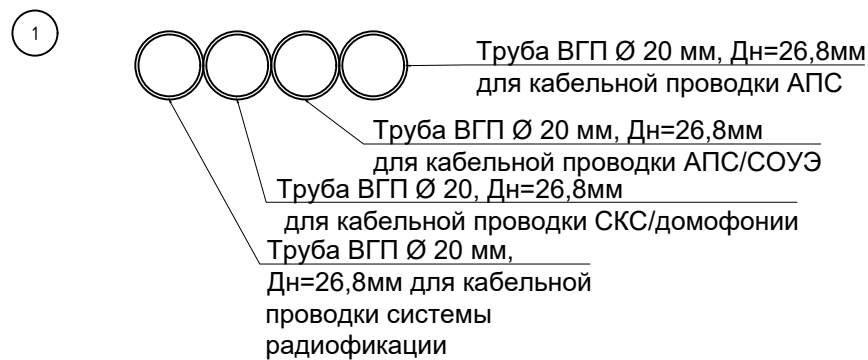 1
Труба ВГП Ø 20 мм, Дн=26,8мм
для кабельной проводки АПС
Труба ВГП Ø 20 мм, Дн=26,8мм
для кабельной проводки АПС/СОУЭ
Труба ВГП Ø 20, Дн=26,8мм
для кабельной проводки СКС/домофонии
Труба ВГП Ø 20 мм,
Дн=26,8мм для кабельной
проводки системы
радиофикации